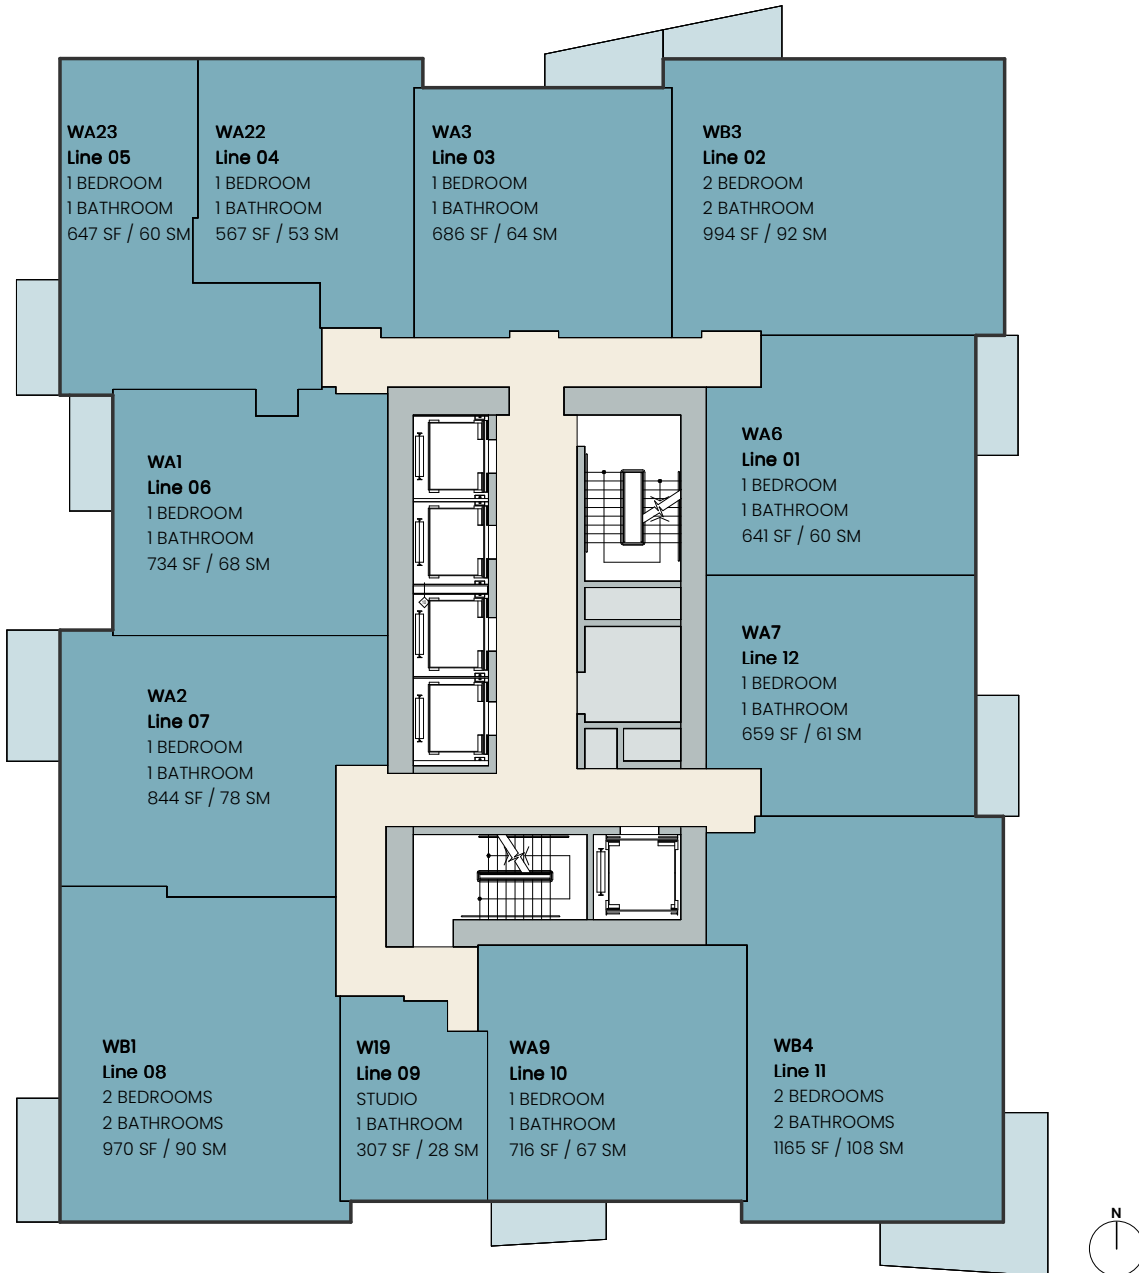 WA23
Line 05
1 BEDROOM
1 BATHROOM
647 SF / 60 SM
WA22
Line 04
1 BEDROOM
1 BATHROOM
567 SF / 53 SM
WA3
Line 03
1 BEDROOM
1 BATHROOM
686 SF / 64 SM
WB3
Line 02
2 BEDROOM
2 BATHROOM
994 SF / 92 SM
WA1
Line 06
1 BEDROOM
1 BATHROOM
734 SF / 68 SM
WA6
Line 01
1 BEDROOM
1 BATHROOM
641 SF / 60 SM
WA2
Line 07
1 BEDROOM
1 BATHROOM
844 SF / 78 SM
WA7
Line 12
1 BEDROOM
1 BATHROOM
659 SF / 61 SM
WB1
Line 08
2 BEDROOMS
2 BATHROOMS
970 SF / 90 SM
W19
Line 09
STUDIO
1 BATHROOM
307 SF / 28 SM
WA9
Line 10
1 BEDROOM
1 BATHROOM
716 SF / 67 SM
WB4
Line 11
2 BEDROOMS
2 BATHROOMS
1165 SF / 108 SM
N